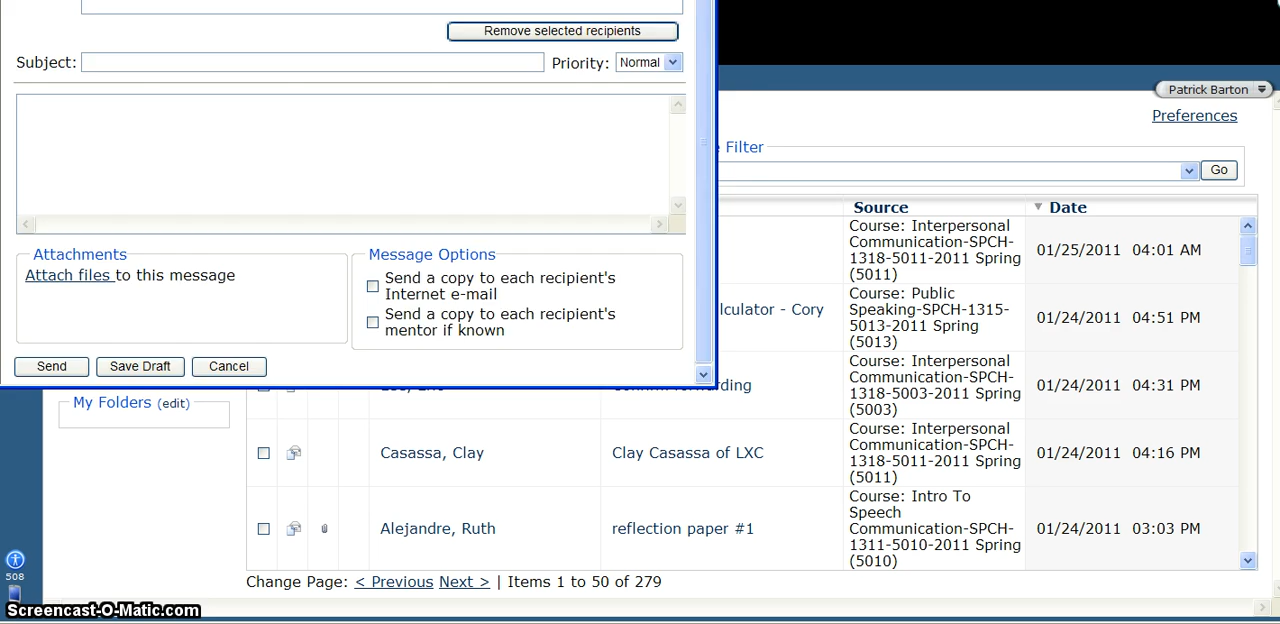 Remove selected recipients
Subject: Priority: Normal
Patrick Barton
Preferences
Filter
Go
Source Date
Course: Interpersonal
Communication-SPCH-
1318-5011-2011 Spring
(5011)
01/25/2011 04:01 AM
Attachments
Attach files to this message
Message Options
Send a copy to each recipient's
Internet e-mail
Send a copy to each recipient's
mentor if known
Send Save Draft Cancel
lculator - Cory
Course: Public
Speaking-SPCH-1315-
5013-2011 Spring
(5013)
01/24/2011 04:51 PM
Course: Interpersonal
Communication-SPCH-
1318-5003-2011 Spring
(5003)
01/24/2011 04:31 PM
My Folders (edit)
Casassa, Clay
Clay Casassa of LXC
Course: Interpersonal
Communication-SPCH-
1318-5011-2011 Spring
(5011)
01/24/2011 04:16 PM
Alejandre, Ruth
reflection paper #1
Course: Intro To
Speech
Communication-SPCH-
1311-5010-2011 Spring
(5010)
01/24/2011 03:03 PM
Change Page: < Previous Next > | Items 1 to 50 of 279
508
Screencast-O-Matic.com